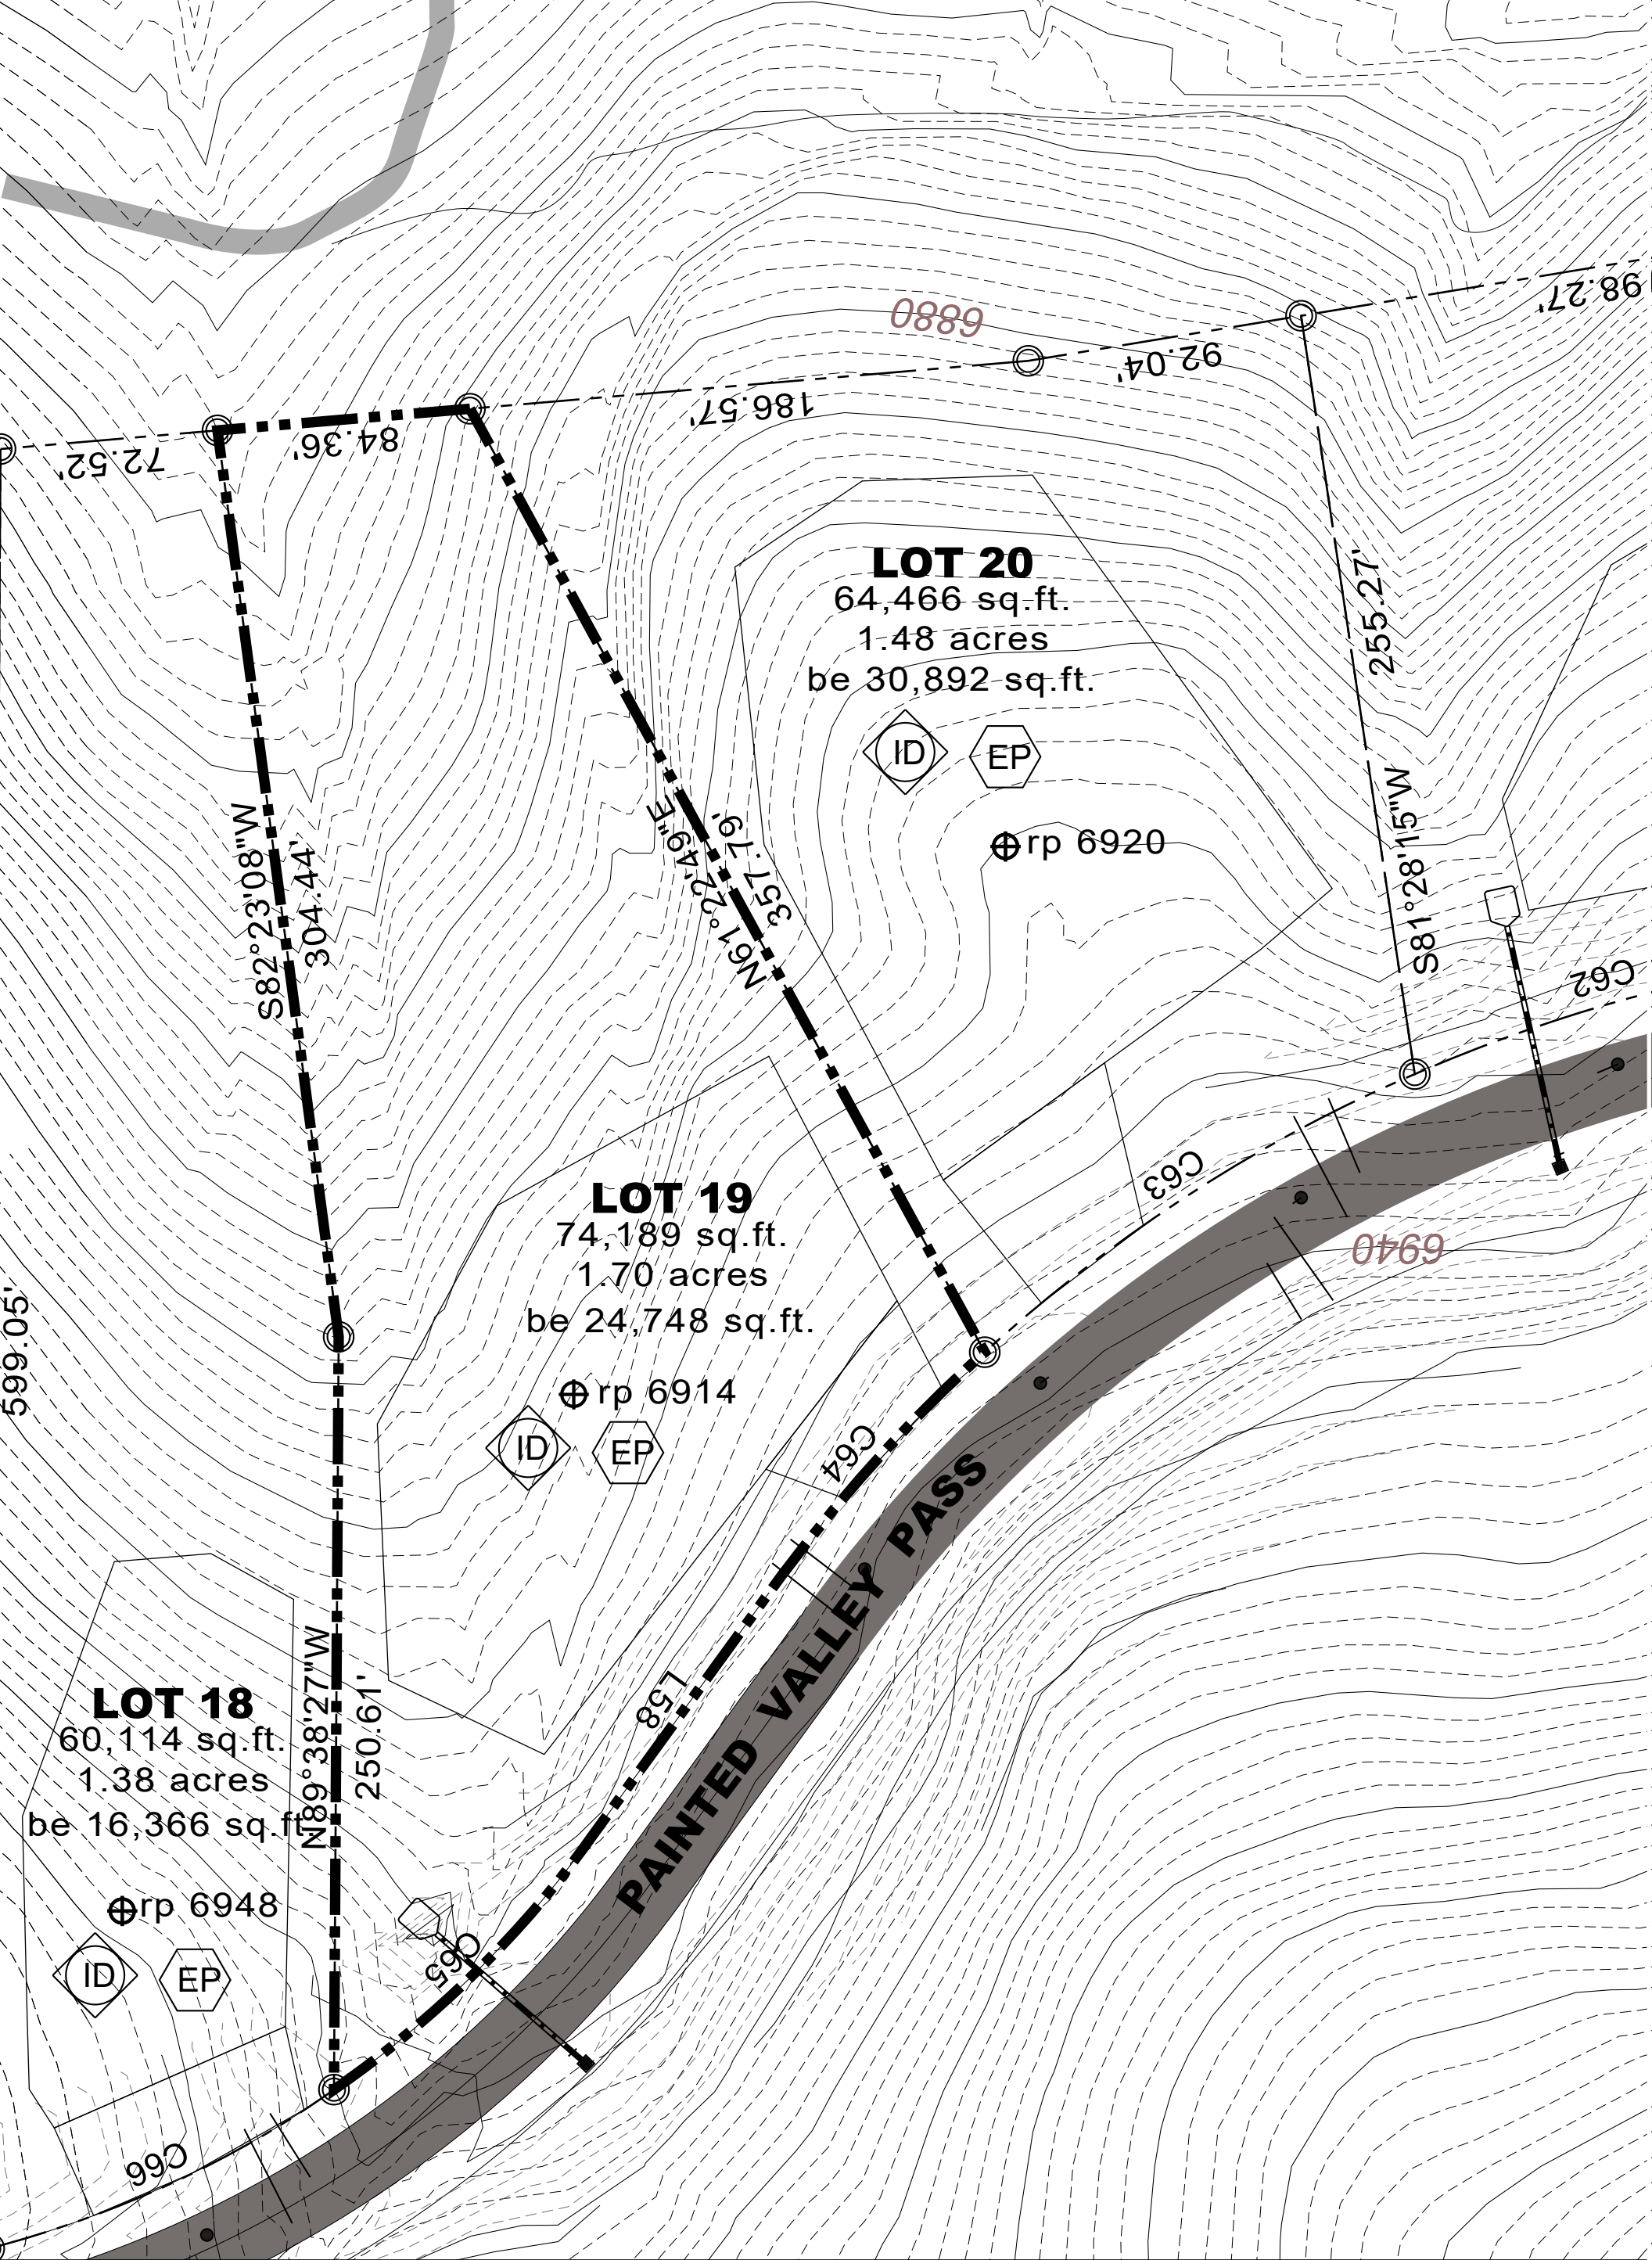 98.27'
6880
92.04'
186.57'
84.36'
72.52'
LOT 20
64,466 sq.ft.
1.48 acres
be 30,892 sq.ft.
ID
EP
rp 6920
255.27'
S81°28'15"W
S82°23'08"W
304.44'
N61°22'49"E
357.79'
C62
C63
6940
LOT 19
74,189 sq.ft.
1.70 acres
be 24,748 sq.ft.
rp 6914
ID
EP
C64
599.05'
PAINTED VALLEY PASS
L58
LOT 18
60,114 sq.ft.
1.38 acres
be 16,366 sq.ft.
N89°38'27"W
250.61'
rp 6948
ID
EP
C65
C66